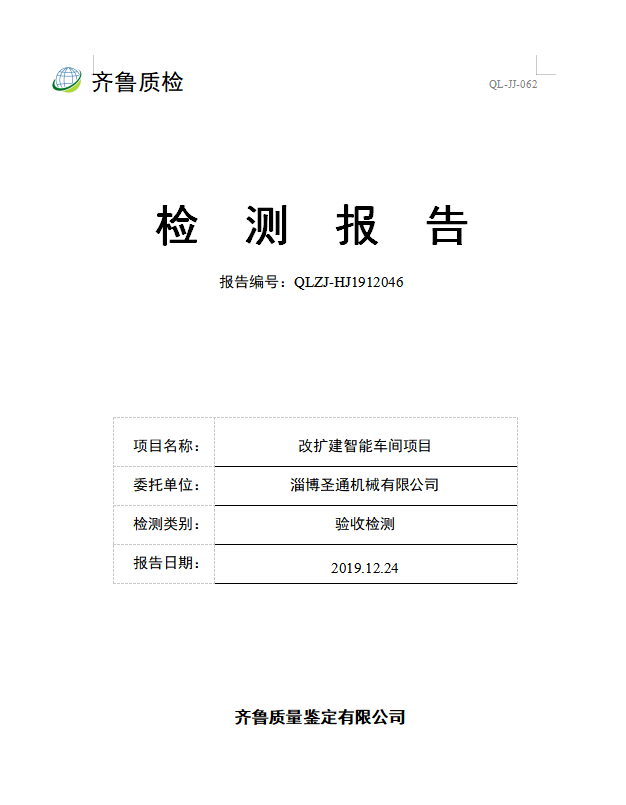 齐鲁质检
QL-JJ-062
检 测 报 告
报告编号：QLZJ-HJ1912046
项目名称： 改扩建智能车间项目
委托单位： 淄博圣通机械有限公司
检测类别： 验收检测
报告日期： 2019.12.24
齐鲁质量鉴定有限公司